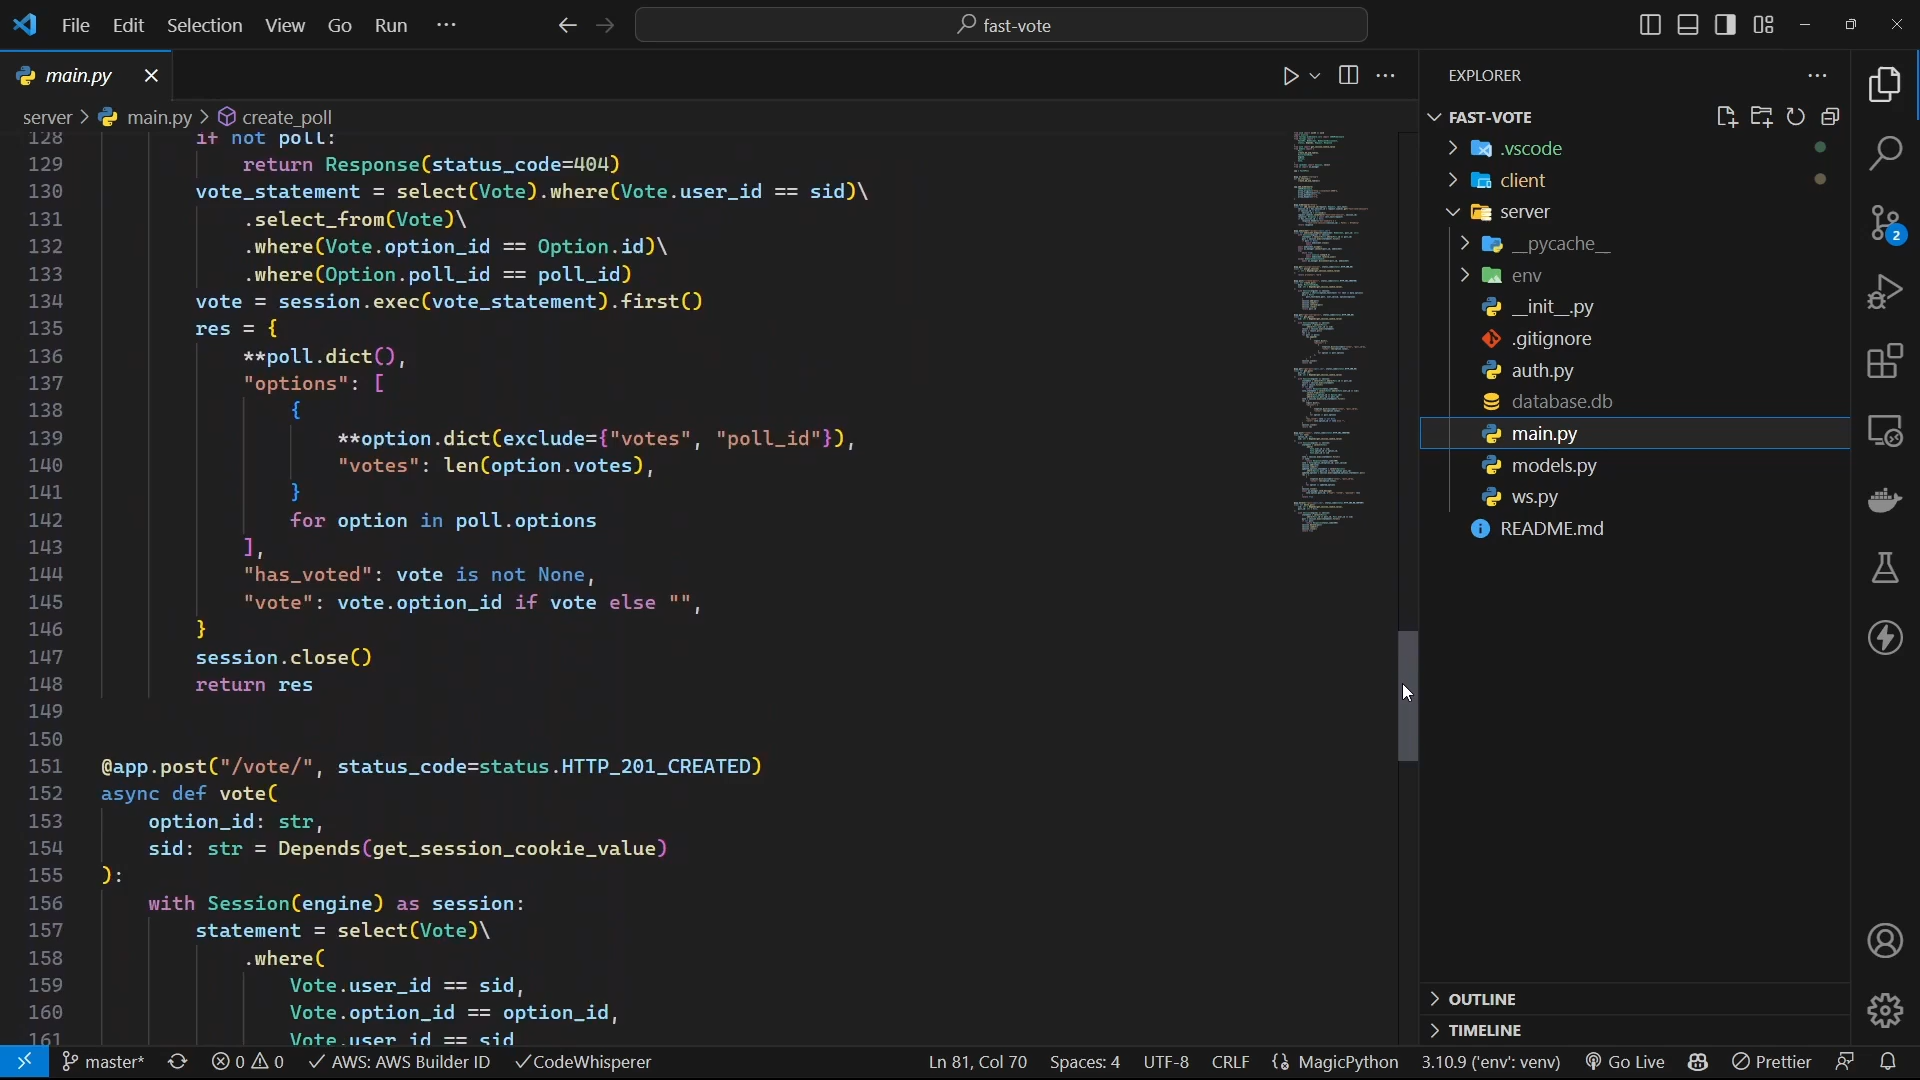 File Edit Selection View Go Run ··· fast-vote
main.py
server > main.py > create_poll
128 if not poll:
129 return Response(status_code=404)
130 vote_statement = select(Vote).where(Vote.user_id == sid)\
131 .select_from(Vote)\
132 .where(Vote.option_id == Option.id)\
133 .where(Option.poll_id == poll_id)
134 vote = session.exec(vote_statement).first()
135 res = {
136 **poll.dict(),
137 "options": [
138 {
139 **option.dict(exclude={"votes", "poll_id"}),
140 "votes": len(option.votes),
141 }
142 for option in poll.options
143 ],
144 "has_voted": vote is not None,
145 "vote": vote.option_id if vote else "",
146 }
147 session.close()
148 return res
149
150
151 @app.post("/vote/", status_code=status.HTTP_201_CREATED)
152 async def vote(
153 option_id: str,
154 sid: str = Depends(get_session_cookie_value)
155 ):
156 with Session(engine) as session:
157 statement = select(Vote)\
158 .where(
159 Vote.user_id == sid,
160 Vote.option_id == option_id,
161 Vote.user_id == sid
EXPLORER
FAST-VOTE
.vscode
client
server
__pycache__
env
__init__.py
.gitignore
auth.py
database.db
main.py
models.py
ws.py
README.md
OUTLINE
TIMELINE
2
master* 0 0 AWS: AWS Builder ID CodeWhisperer Ln 81, Col 70 Spaces: 4 UTF-8 CRLF {} MagicPython 3.10.9 ('env': venv) Go Live Prettier